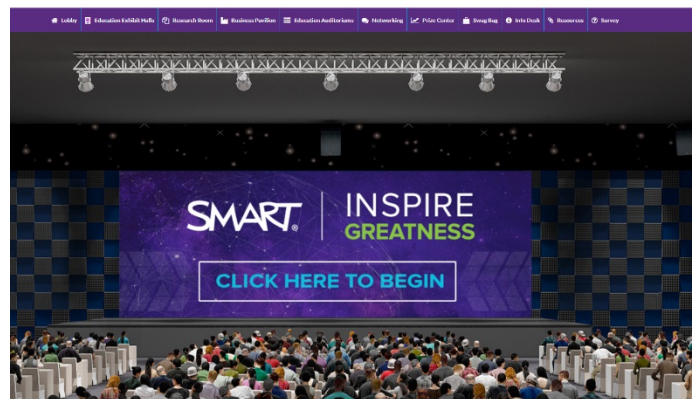 Lobby Education Exhibit Halls Research Room Business Pavilion Education Auditoriums Networking Prize Center Swag Bag Info Desk Resources Survey
SMART® INSPIRE
GREATNESS
CLICK HERE TO BEGIN